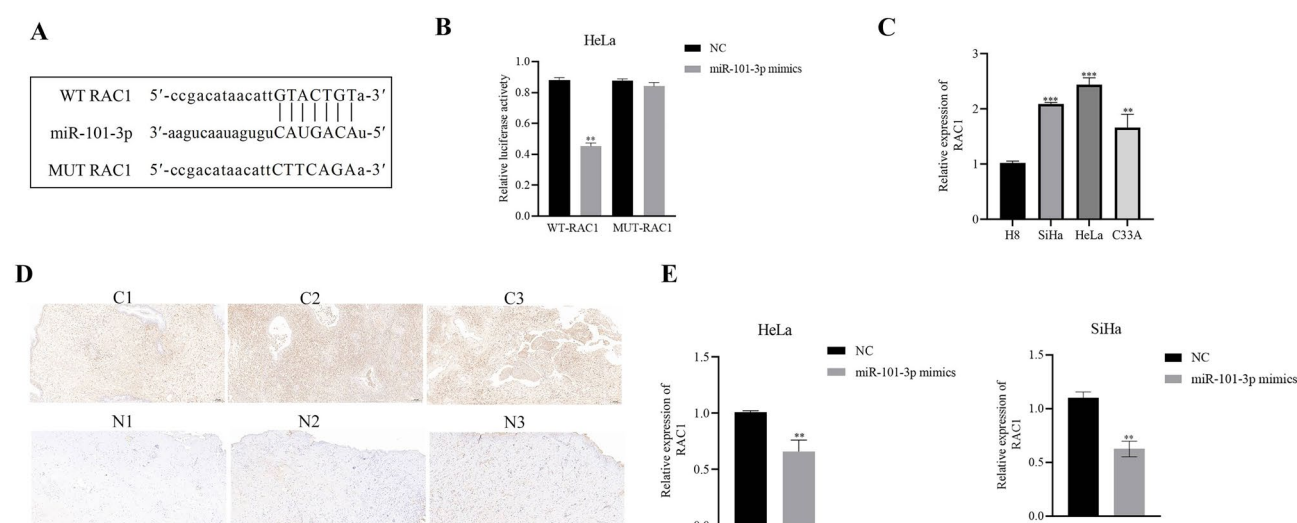 A
WT RAC1 5′-ccgacataacattGTACTGTa-3′
miR-101-3p 3′-aagucaauaguguCAUGACAu-5′
MUT RAC1 5′-ccgacataacattCTTCAGAa-3′
B
HeLa
NC
miR-101-3p mimics
Relative luciferase activety
1.0
0.8
0.6
0.4
0.2
0.0
**
WT-RAC1 MUT-RAC1
C
Relative expression of
RAC1
3
2
1
0
***
***
**
H8 SiHa HeLa C33A
D
C1 C2 C3
N1 N2 N3
E
HeLa
NC
miR-101-3p mimics
Relative expression of
RAC1
1.5
1.0
0.5
0.0
**
SiHa
NC
miR-101-3p mimics
Relative expression of
RAC1
1.5
1.0
0.5
0.0
**